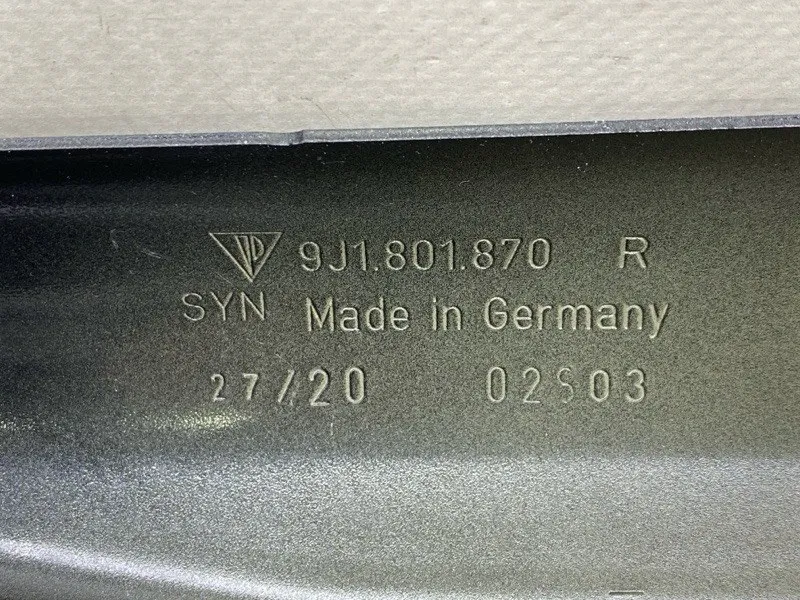 9J1.801.870 R
SYN Made in Germany
27/20 02S03